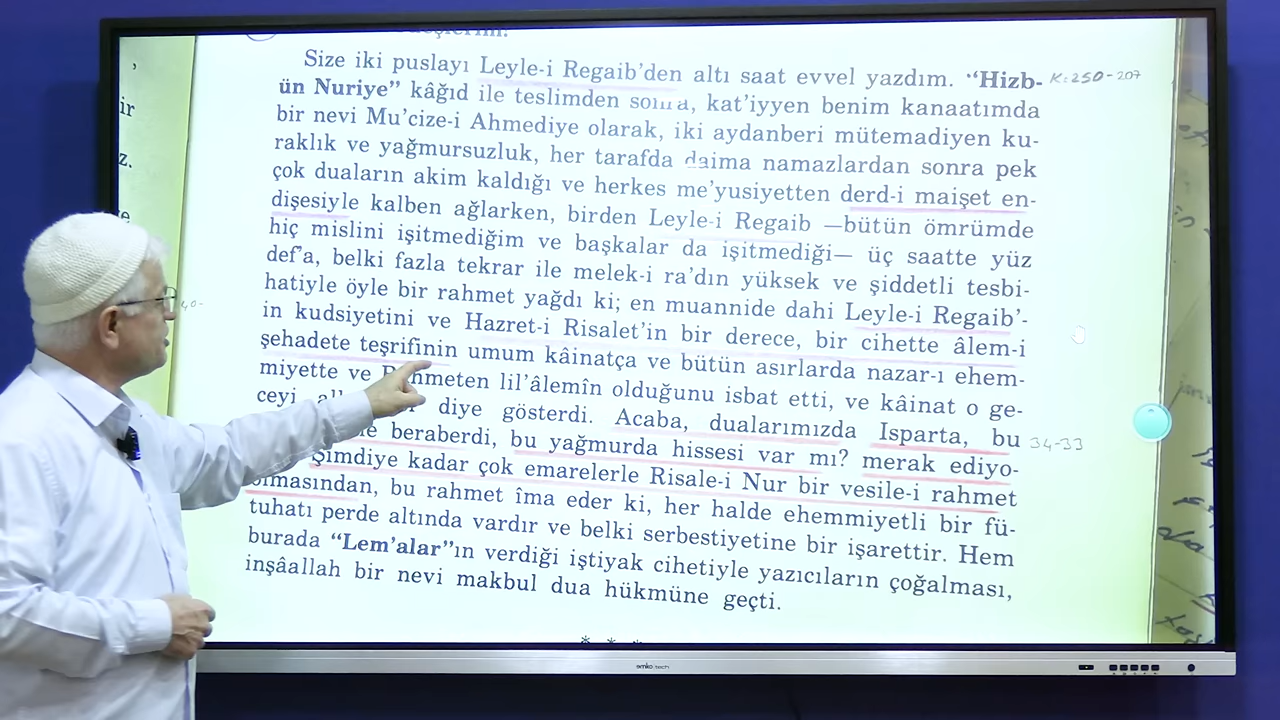 Size iki puslayı Leyle-i Regaib'den altı saat evvel yazdım. “Hizb-
K:250-207
ün Nuriye” kâğıd ile teslimden sonra, kat'iyyen benim kanaatımda
ir
bir nevi Mu'cize-i Ahmediye olarak, iki aydanberi mütemadiyen ku-
z.
raklık ve yağmursuzluk, her tarafda daima namazlardan sonra pek
çok duaların akim kaldığı ve herkes me'yusiyetten derd-i maişet en-
dişesiyle kalben ağlarken, birden Leyle-i Regaib —bütün ömrümde
hiç mislini işitmediğim ve başkalar da işitmediği— üç saatte yüz
def'a, belki fazla tekrar ile melek-i ra'dın yüksek ve şiddetli tesbi-
hatiyle öyle bir rahmet yağdı ki; en muannide dahi Leyle-i Regaib'-
in kudsiyetini ve Hazret-i Risalet'in bir derece, bir cihette âlem-i
şehadete teşrifinin umum kâinatça ve bütün asırlarda nazar-ı ehem-
miyette ve lil'âlemîn olduğunu isbat etti, ve kâinat o ge-
ceyi diye gösterdi. Acaba, dualarımızda Isparta, bu
34-33
beraberdi, bu yağmurda hissesi var mı? merak ediyo-
Şimdiye kadar çok emarelerle Risale-i Nur bir vesile-i rahmet
olmasından, bu rahmet îma eder ki, her halde ehemmiyetli bir fü-
tuhatı perde altında vardır ve belki serbestiyetine bir işarettir. Hem
burada “Lem'alar”ın verdiği iştiyak cihetiyle yazıcıların çoğalması,
inşâallah bir nevi makbul dua hükmüne geçti.
* * *